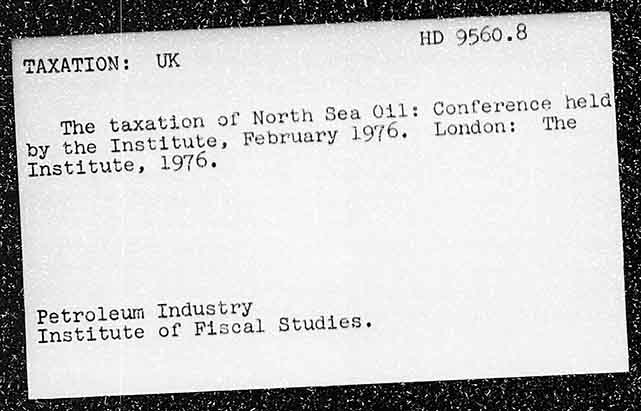 HD 9560.8
TAXATION: UK
The taxation of North Sea Oil: Conference held
by the Institute, February 1976. London: The
Institute, 1976.
Petroleum Industry
Institute of Fiscal Studies.